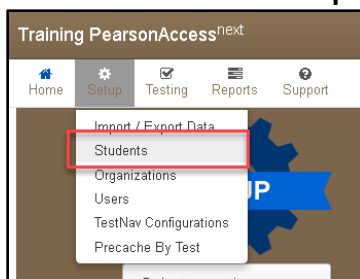 Training PearsonAccessnext
Home Setup Testing Reports Support
Import / Export Data
Students
Organizations
Users
TestNav Configurations
Precache By Test
UP